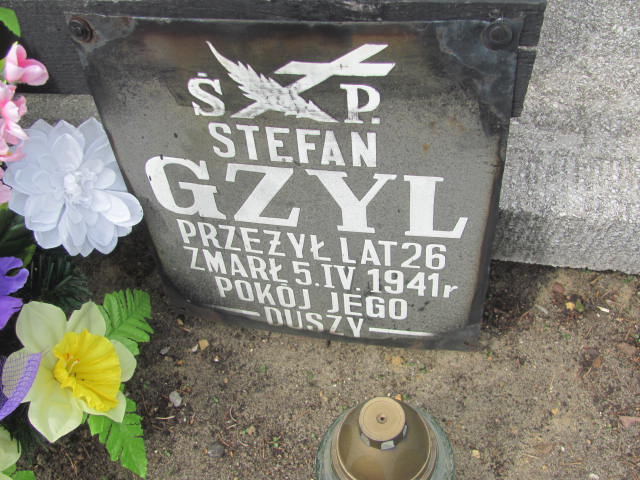 Ś P.
STEFAN
GZYL
PRZEŻYŁ LAT 26
ZMARŁ 5.IV.1941r
POKÓJ JEGO
DUSZY